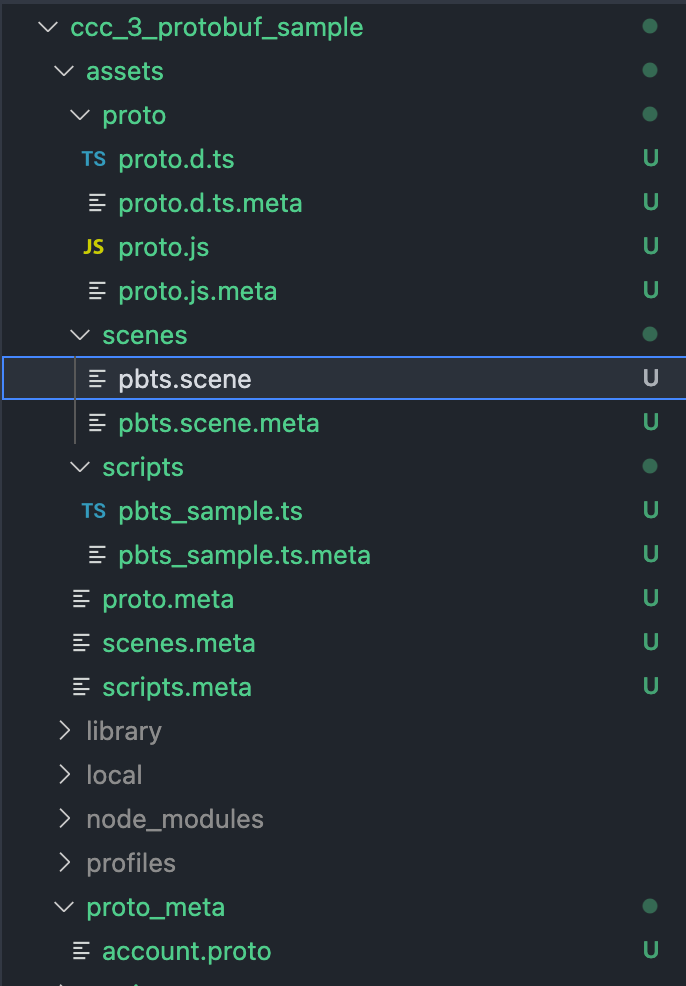 ccc_3_protobuf_sample
assets
proto
TS proto.d.ts U
proto.d.ts.meta U
JS proto.js U
proto.js.meta U
scenes
pbts.scene U
pbts.scene.meta U
scripts
TS pbts_sample.ts U
pbts_sample.ts.meta U
proto.meta U
scenes.meta U
scripts.meta U
library
local
node_modules
profiles
proto_meta
account.proto U